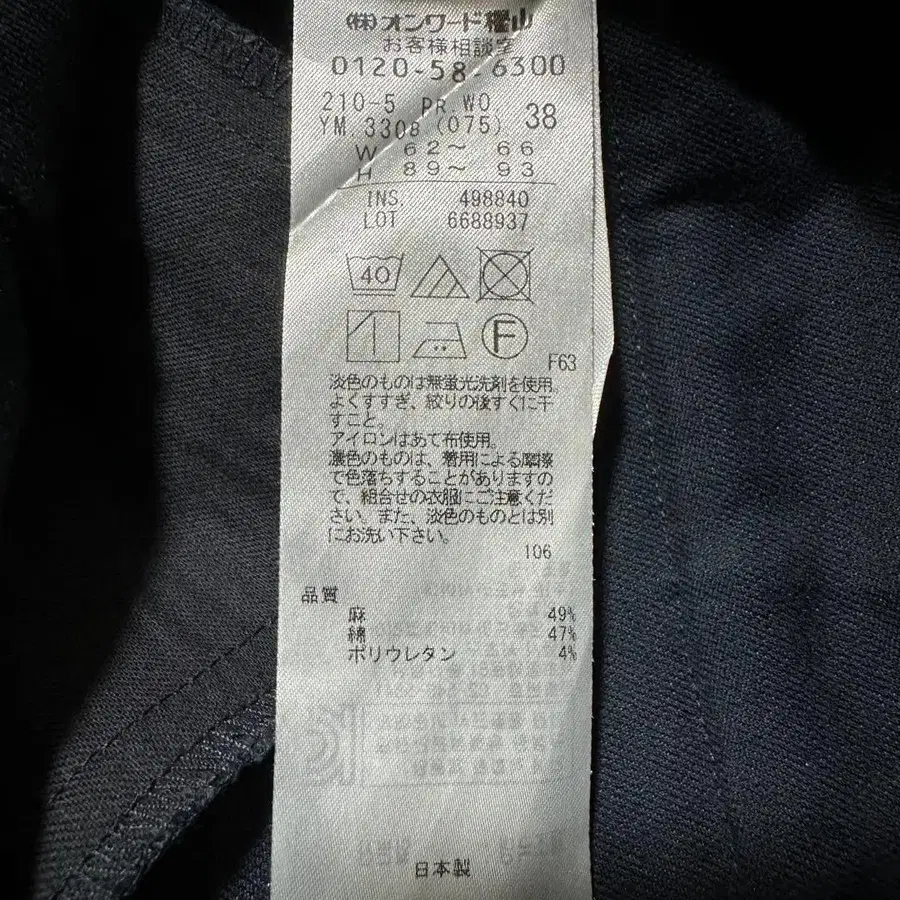 (株)オンワード樫山
お客様相談室
0120-58-6300
210-5 PR.WO.
YM.3308 (075) 38
W 62～ 66
H 89～ 93
INS. 498840
LOT 6688937
40
F
F63
淡色のものは無蛍光洗剤を使用。
よくすすぎ、絞りの後すぐに干
すこと。
アイロンはあて布使用。
濃色のものは、着用による摩擦
で色落ちすることがありますの
で、組合せの衣服にご注意くだ
さい。また、淡色のものとは別
にお洗い下さい。
106
品質
麻 49%
綿 47%
ポリウレタン 4%
日本製